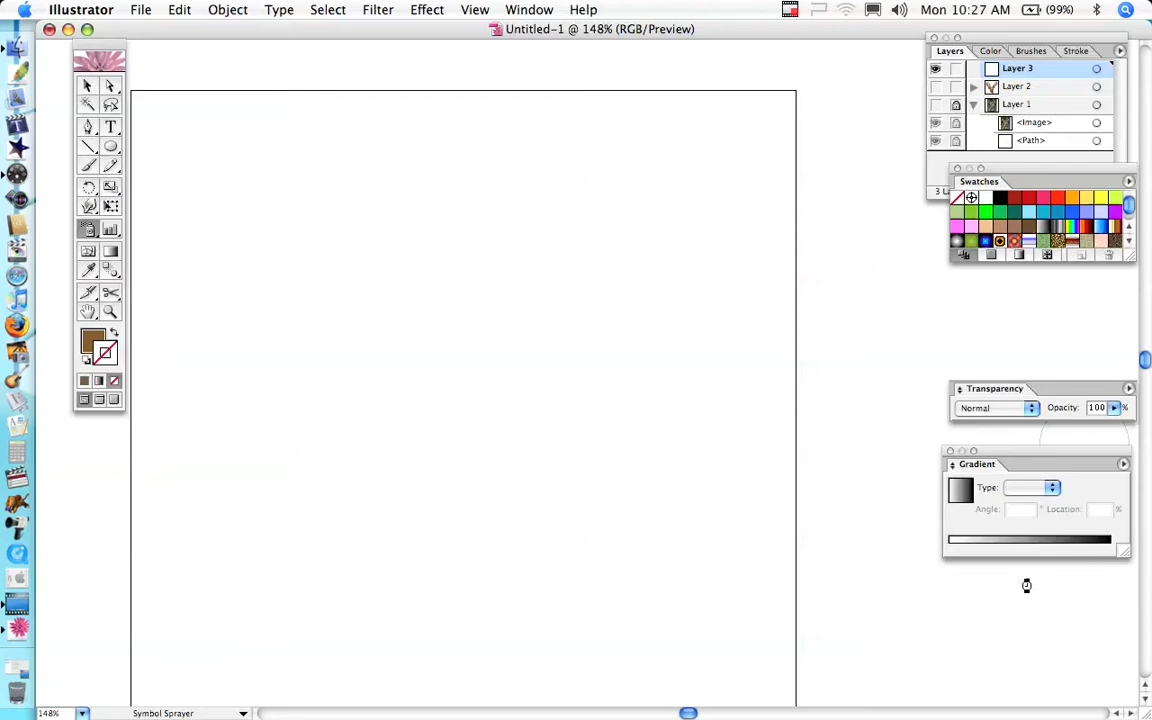 Illustrator File Edit Object Type Select Filter Effect View Window Help Mon 10:27 AM (99%)
Untitled-1 @ 148% (RGB/Preview)
Layers Color Brushes Stroke
Layer 3
Layer 2
Layer 1
<Image>
<Path>
3 L
Swatches
Transparency
Normal Opacity: 100 %
Gradient
Type:
Angle: ° Location: %
148% Symbol Sprayer